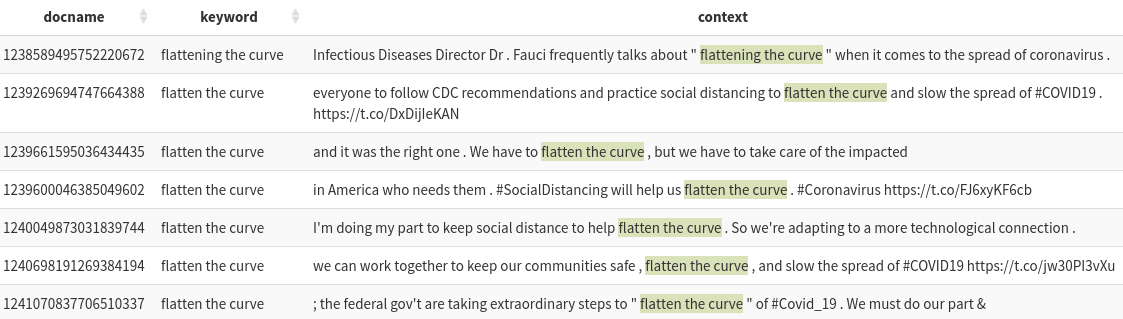 docname keyword context
1238589495752220672 flattening the curve Infectious Diseases Director Dr . Fauci frequently talks about " flattening the curve " when it comes to the spread of coronavirus .
1239269694747664388 flatten the curve everyone to follow CDC recommendations and practice social distancing to flatten the curve and slow the spread of #COVID19 .
https://t.co/DxDijIeKAN
1239661595036434435 flatten the curve and it was the right one . We have to flatten the curve , but we have to take care of the impacted
1239600046385049602 flatten the curve in America who needs them . #SocialDistancing will help us flatten the curve . #Coronavirus https://t.co/FJ6xyKF6cb
1240049873031839744 flatten the curve I'm doing my part to keep social distance to help flatten the curve . So we're adapting to a more technological connection .
1240698191269384194 flatten the curve we can work together to keep our communities safe , flatten the curve , and slow the spread of #COVID19 https://t.co/jw30PI3vXu
1241070837706510337 flatten the curve ; the federal gov't are taking extraordinary steps to " flatten the curve " of #Covid_19 . We must do our part &